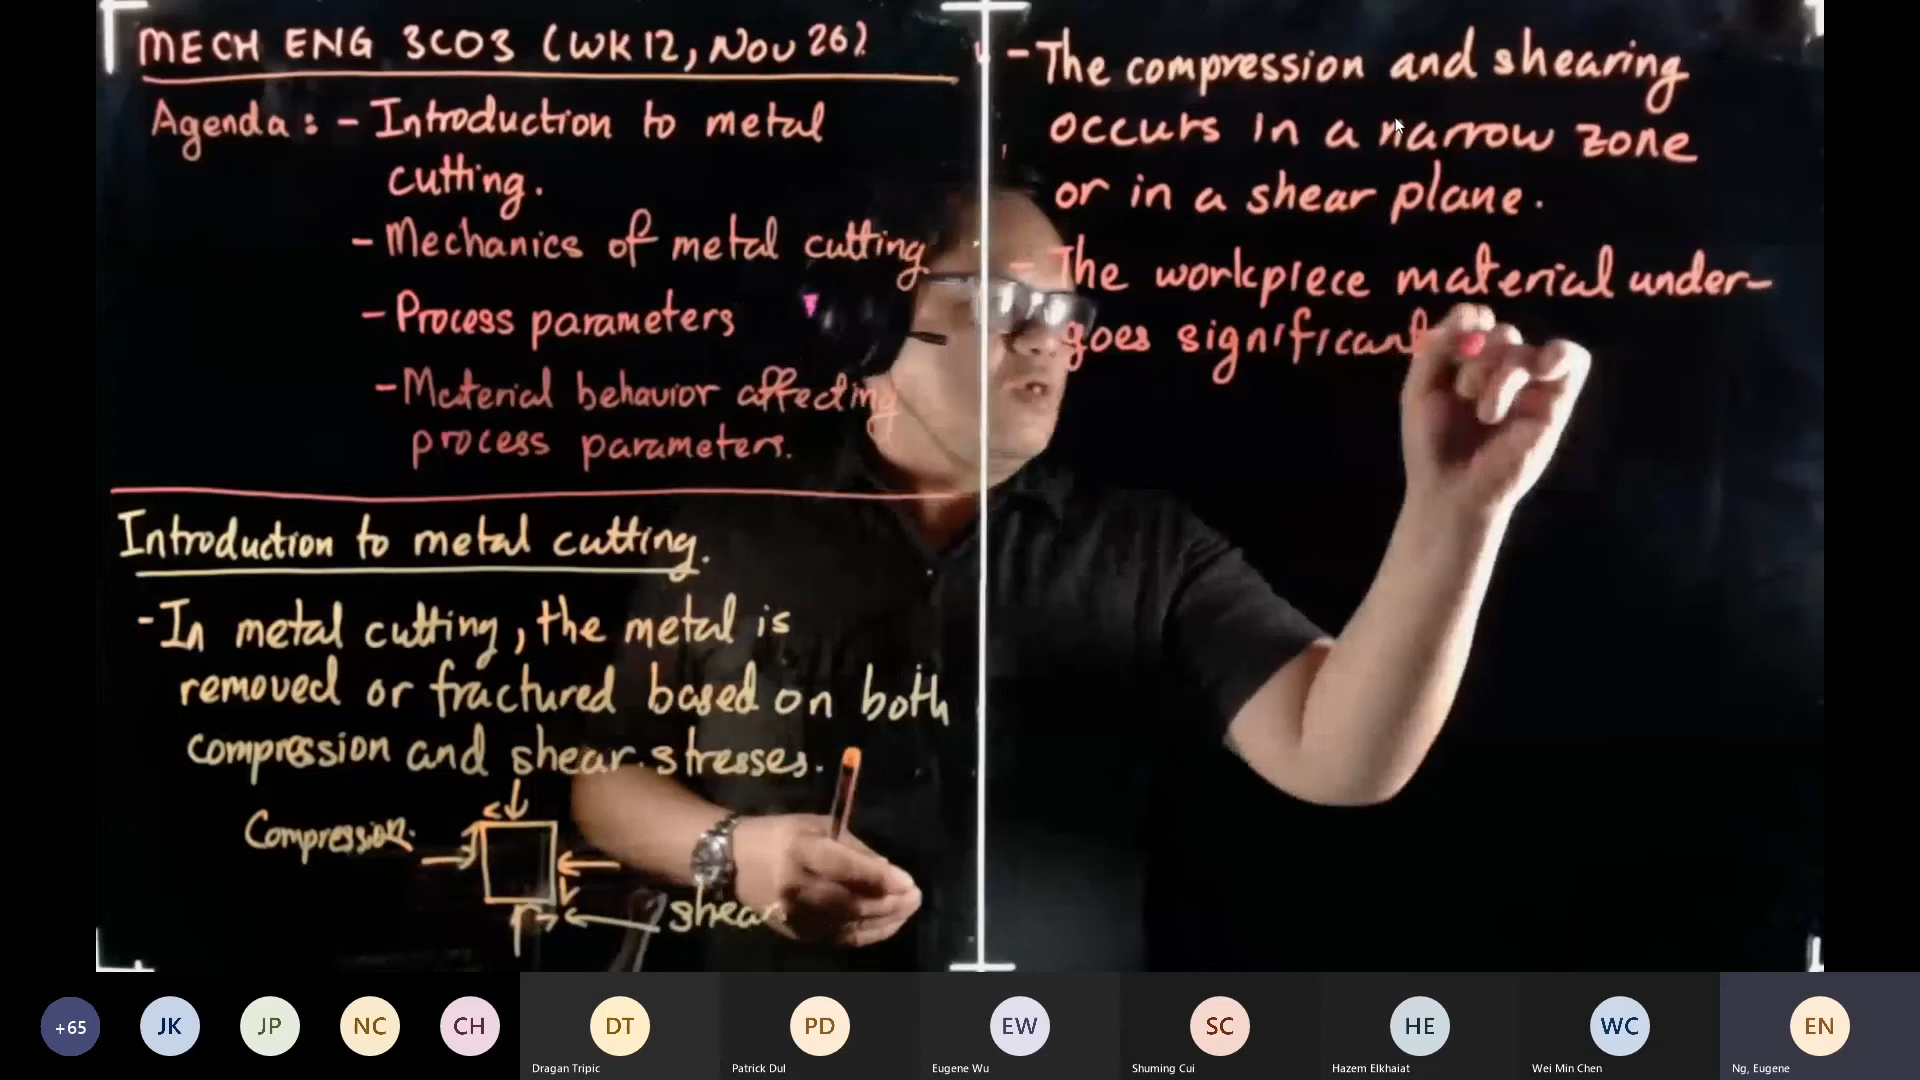 MECH ENG 3C03 (WK 12, Nov 26)
Agenda: - Introduction to metal
cutting.
- Mechanics of metal cutting
- Process parameters
- Material behavior affecting
process parameters.
Introduction to metal cutting.
- In metal cutting, the metal is
removed or fractured based on both
compression and shear stresses.
Compression.
shear
- The compression and shearing
occurs in a narrow zone
or in a shear plane.
- The workpiece material under-
goes significant
+65
JK
JP
NC
CH
DT
PD
EW
SC
HE
WC
EN
Dragan Tripic
Patrick Dul
Eugene Wu
Shuming Cui
Hazem Elkhaiat
Wei Min Chen
Ng, Eugene